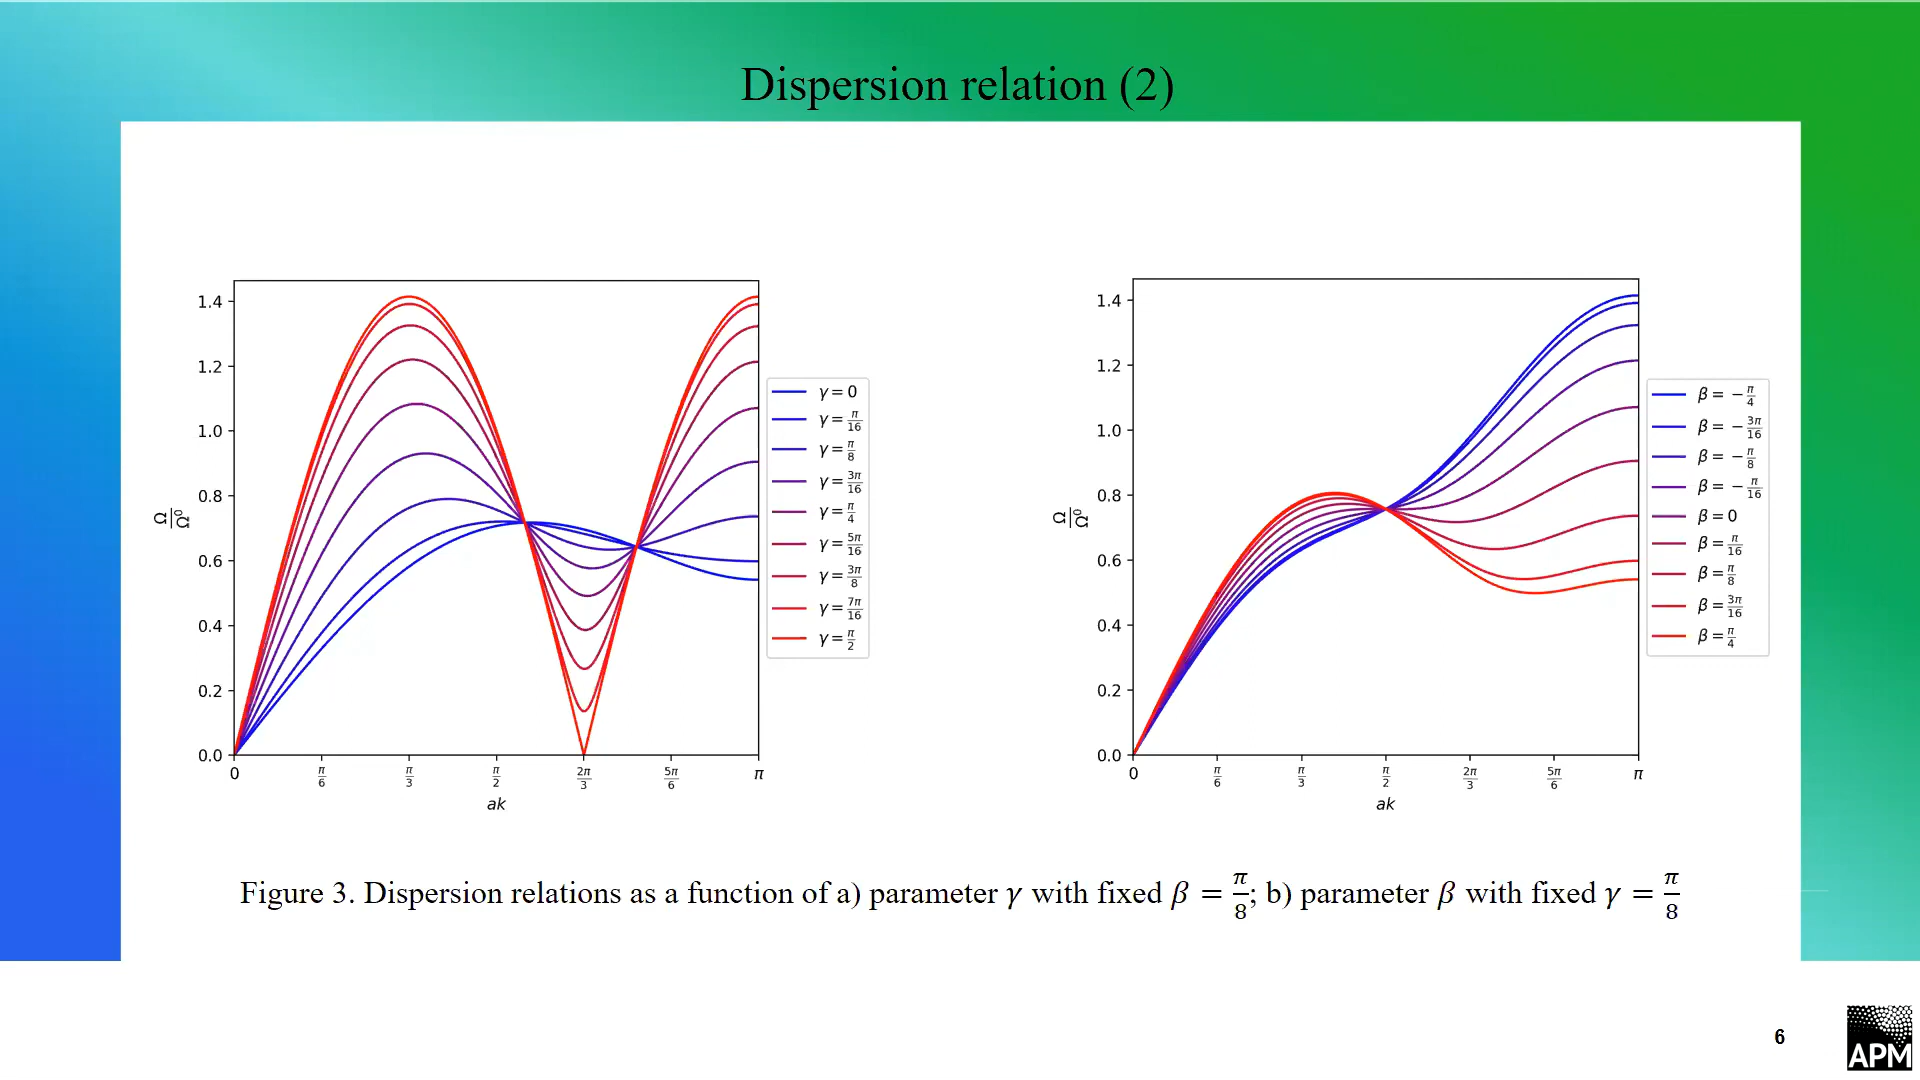 Dispersion relation (2)
1.4
1.2
1.0
0.8
0.6
0.4
0.2
0.0
Ω/Ω⁰
0 π/6 π/3 π/2 2π/3 5π/6 π
ak
γ = 0
γ = π/16
γ = π/8
γ = 3π/16
γ = π/4
γ = 5π/16
γ = 3π/8
γ = 7π/16
γ = π/2
1.4
1.2
1.0
0.8
0.6
0.4
0.2
0.0
Ω/Ω⁰
0 π/6 π/3 π/2 2π/3 5π/6 π
ak
β = −π/4
β = −3π/16
β = −π/8
β = −π/16
β = 0
β = π/16
β = π/8
β = 3π/16
β = π/4
Figure 3. Dispersion relations as a function of a) parameter γ with fixed β = π/8; b) parameter β with fixed γ = π/8
6
APM